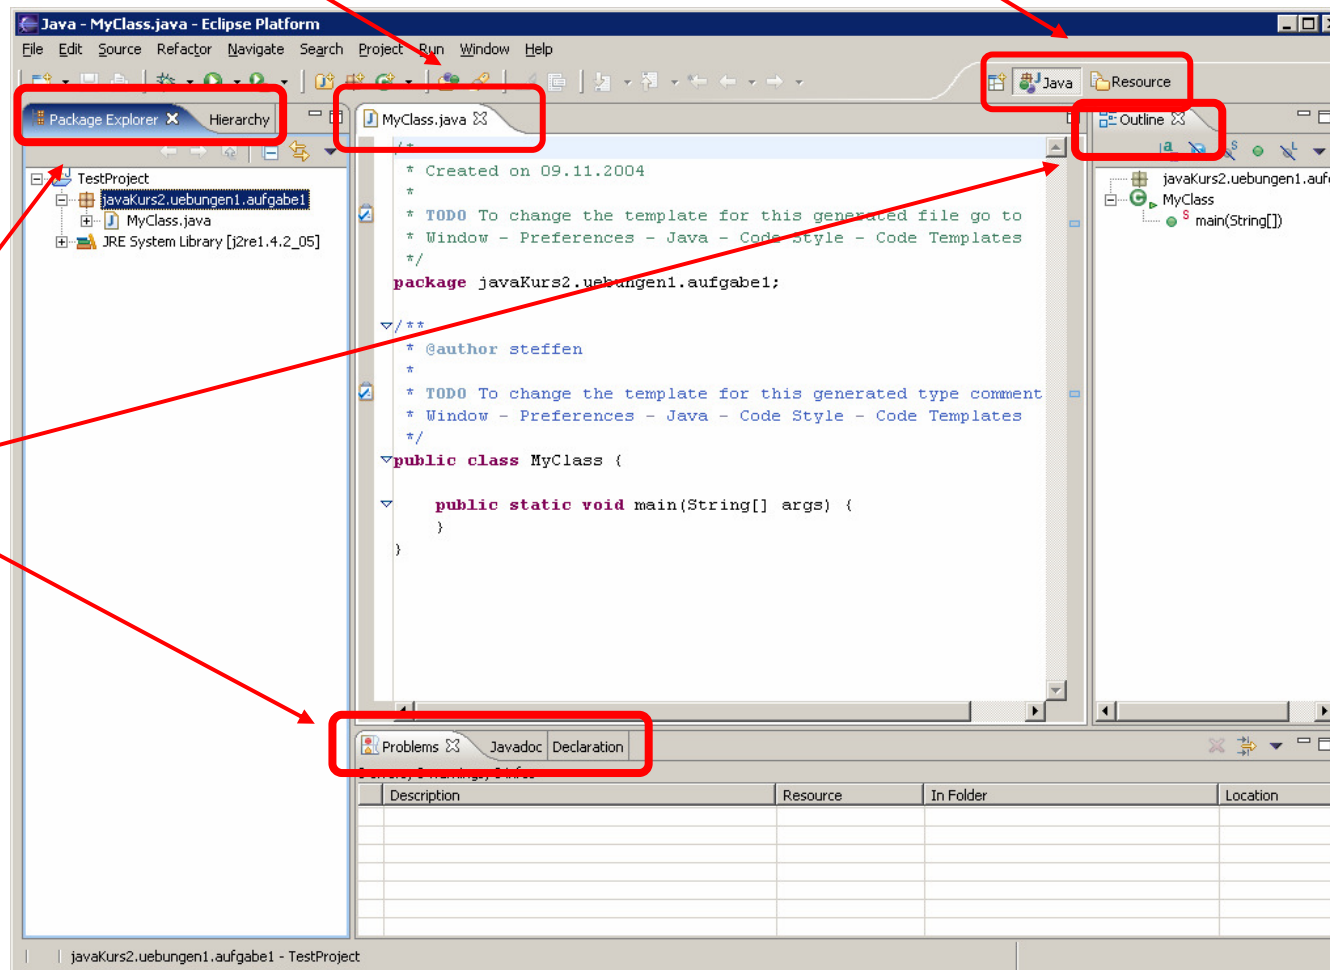 Java - MyClass.java - Eclipse Platform
File Edit Source Refactor Navigate Search Project Run Window Help
Java Resource
Package Explorer Hierarchy
MyClass.java
Outline
TestProject
javaKurs2.uebungen1.aufgabe1
MyClass.java
JRE System Library [j2re1.4.2_05]
/*
* Created on 09.11.2004
*
* TODO To change the template for this generated file go to
* Window - Preferences - Java - Code Style - Code Templates
*/
package javaKurs2.uebungen1.aufgabe1;
/**
* @author steffen
*
* TODO To change the template for this generated type comment
* Window - Preferences - Java - Code Style - Code Templates
*/
public class MyClass {
public static void main(String[] args) {
}
}
javaKurs2.uebungen1.auf
MyClass
S main(String[])
Problems Javadoc Declaration
Description Resource In Folder Location
javaKurs2.uebungen1.aufgabe1 - TestProject